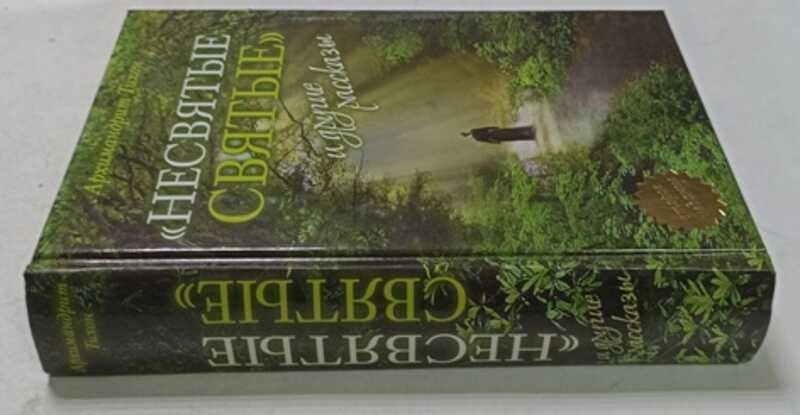 Архимандрит Тихон
«НЕСВЯТЫЕ
СВЯТЫЕ»
и другие
рассказы
Архимандрит
Тихон
«НЕСВЯТЫЕ
СВЯТЫЕ»
и другие
рассказы